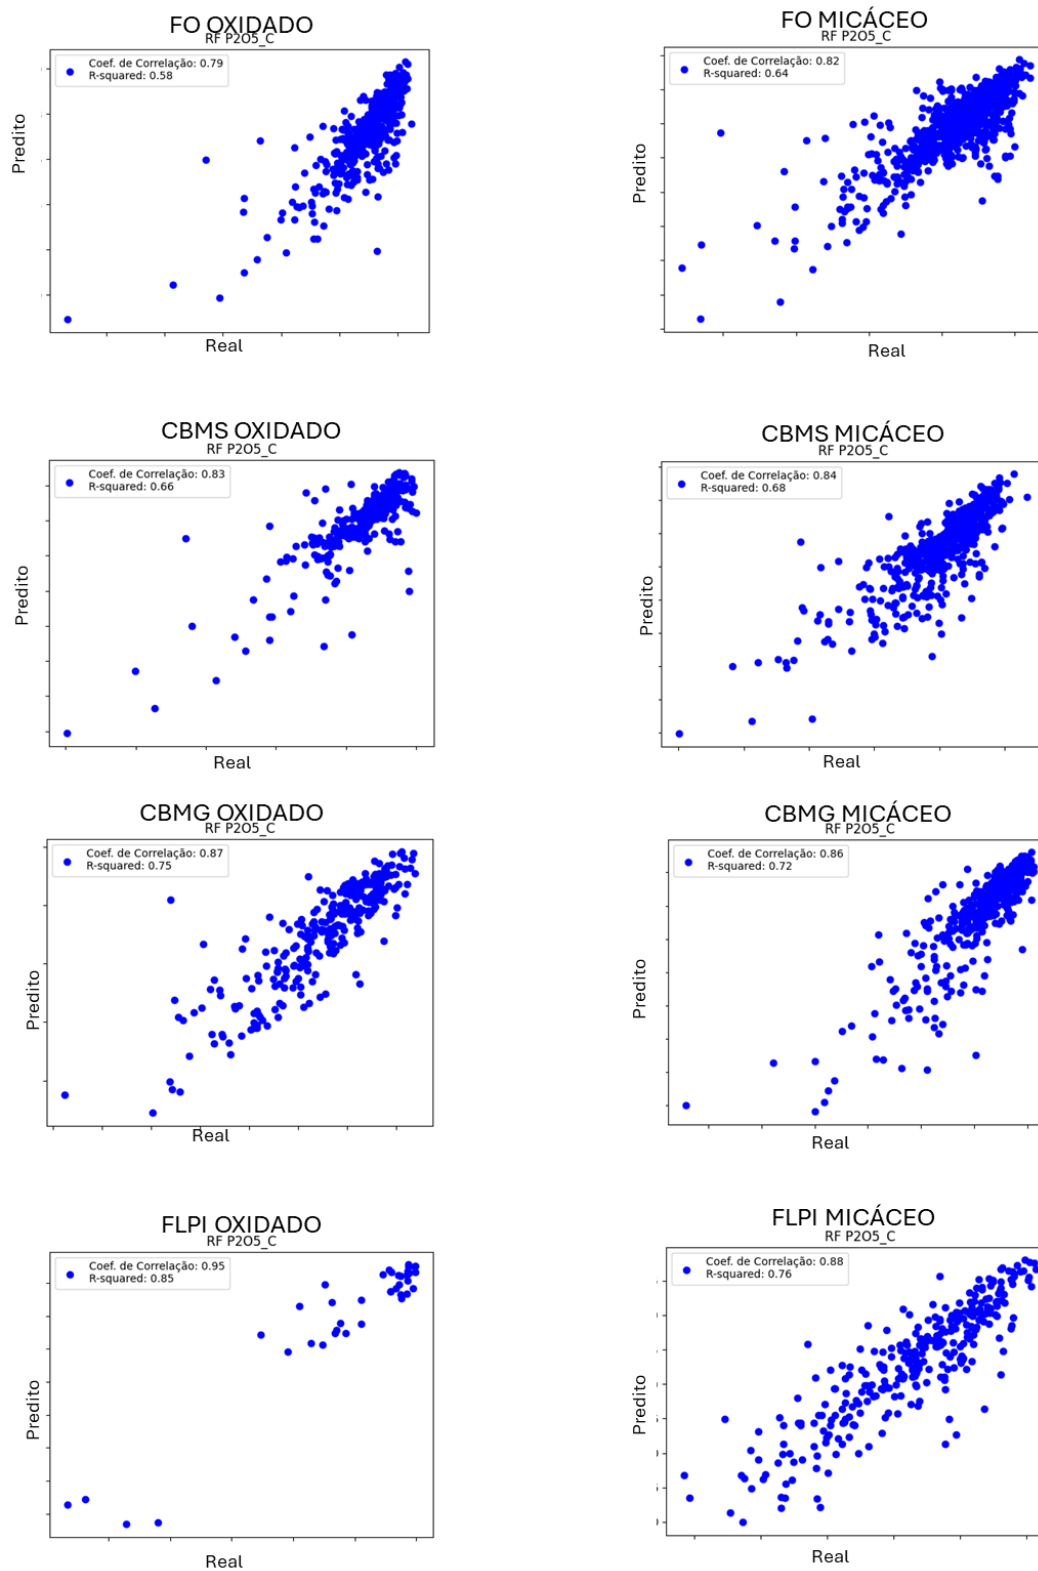 FO OXIDADO
RF P2O5_C
Coef. de Correlação: 0.79
R-squared: 0.58
Predito
Real
FO MICÁCEO
RF P2O5_C
Coef. de Correlação: 0.82
R-squared: 0.64
Predito
Real
CBMS OXIDADO
RF P2O5_C
Coef. de Correlação: 0.83
R-squared: 0.66
Predito
Real
CBMS MICÁCEO
RF P2O5_C
Coef. de Correlação: 0.84
R-squared: 0.68
Predito
Real
CBMG OXIDADO
RF P2O5_C
Coef. de Correlação: 0.87
R-squared: 0.75
Predito
Real
CBMG MICÁCEO
RF P2O5_C
Coef. de Correlação: 0.86
R-squared: 0.72
Predito
Real
FLPI OXIDADO
RF P2O5_C
Coef. de Correlação: 0.95
R-squared: 0.85
Predito
Real
FLPI MICÁCEO
RF P2O5_C
Coef. de Correlação: 0.88
R-squared: 0.76
Predito
Real